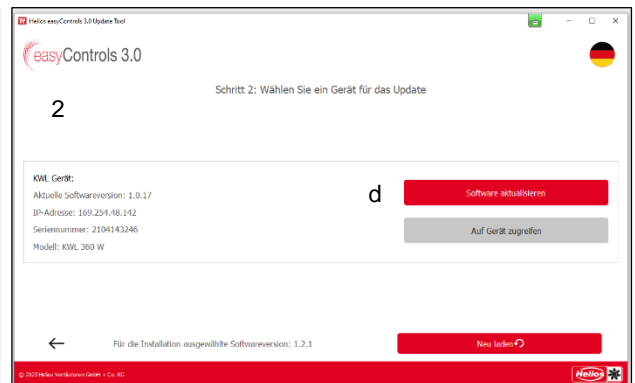 Helios easyControls 3.0 Update Tool
easyControls 3.0
2
Schritt 2: Wählen Sie ein Gerät für das Update
KWL Gerät:
Aktuelle Softwareversion: 1.0.17
IP-Adresse: 169.254.48.142
Seriennummer: 2104143246
Modell: KWL 360 W
d
Software aktualisieren
Auf Gerät zugreifen
Für die Installation ausgewählte Softwareversion: 1.2.1
Neu laden
© 2023 Helios Ventilatoren GmbH + Co. KG
Helios